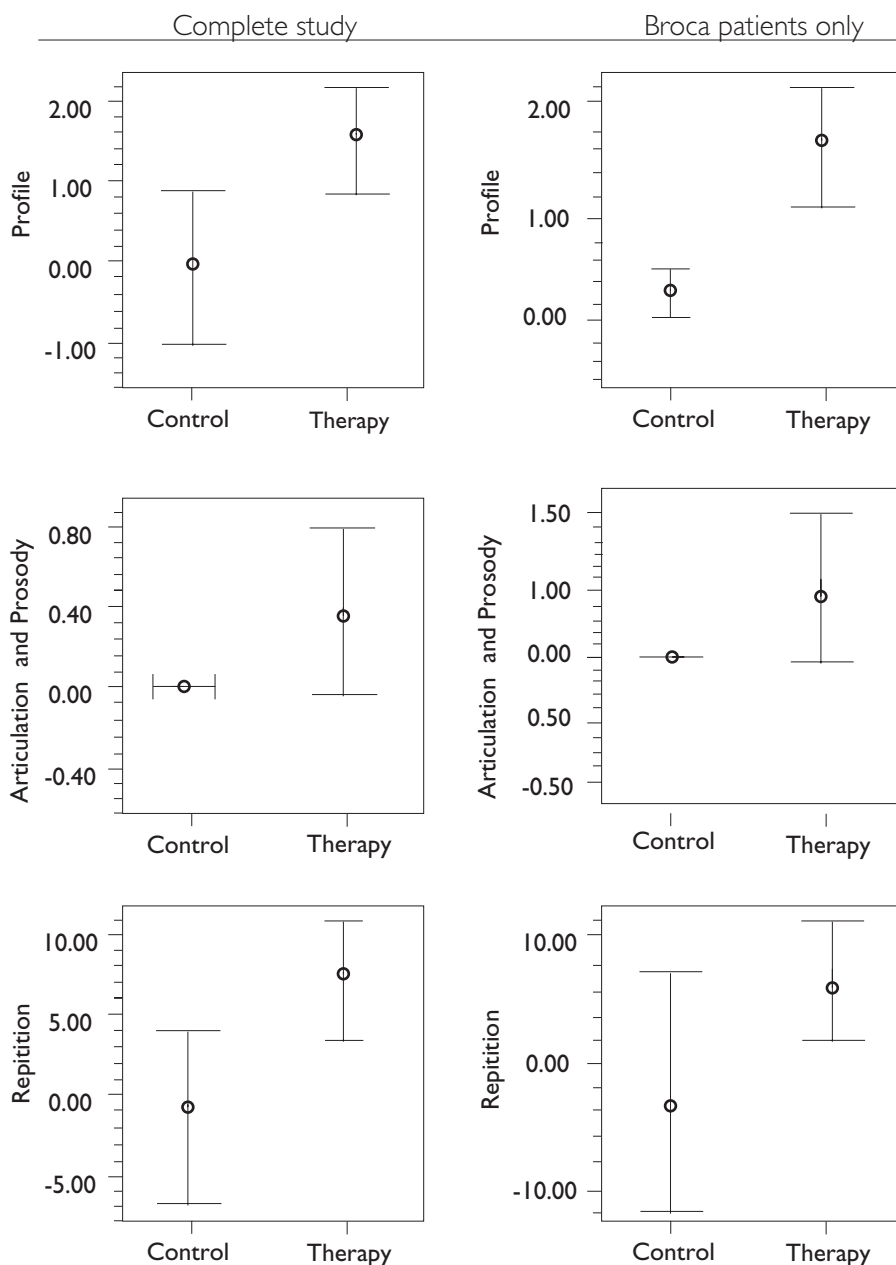 Complete study
Broca patients only
Profile
2.00
1.00
0.00
-1.00
Control
Therapy
Profile
2.00
1.00
0.00
Control
Therapy
Articulation and Prosody
0.80
0.40
0.00
-0.40
Control
Therapy
Articulation and Prosody
1.50
1.00
0.00
0.50
-0.50
Control
Therapy
Repitition
10.00
5.00
0.00
-5.00
Control
Therapy
Repitition
10.00
0.00
-10.00
Control
Therapy